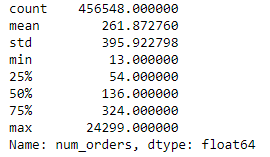 count    456548.000000
mean        261.872760
std         395.922798
min          13.000000
25%          54.000000
50%         136.000000
75%         324.000000
max       24299.000000
Name: num_orders, dtype: float64